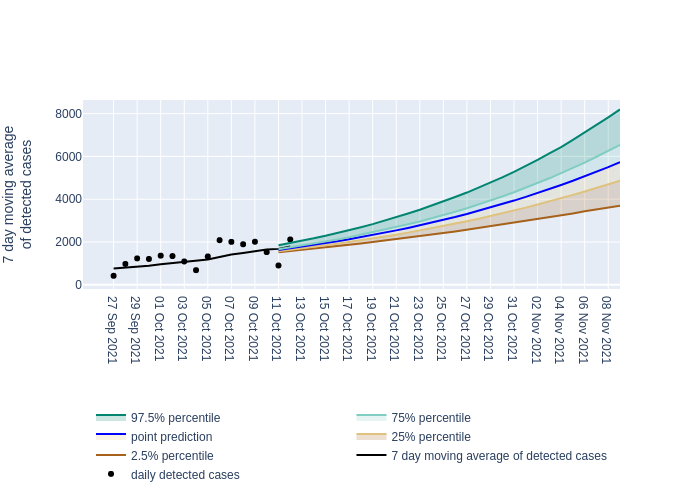 7 day moving average
of detected cases
8000
6000
4000
2000
0
27 Sep 2021
29 Sep 2021
01 Oct 2021
03 Oct 2021
05 Oct 2021
07 Oct 2021
09 Oct 2021
11 Oct 2021
13 Oct 2021
15 Oct 2021
17 Oct 2021
19 Oct 2021
21 Oct 2021
23 Oct 2021
25 Oct 2021
27 Oct 2021
29 Oct 2021
31 Oct 2021
02 Nov 2021
04 Nov 2021
06 Nov 2021
08 Nov 2021
97.5% percentile
75% percentile
point prediction
25% percentile
2.5% percentile
7 day moving average of detected cases
daily detected cases